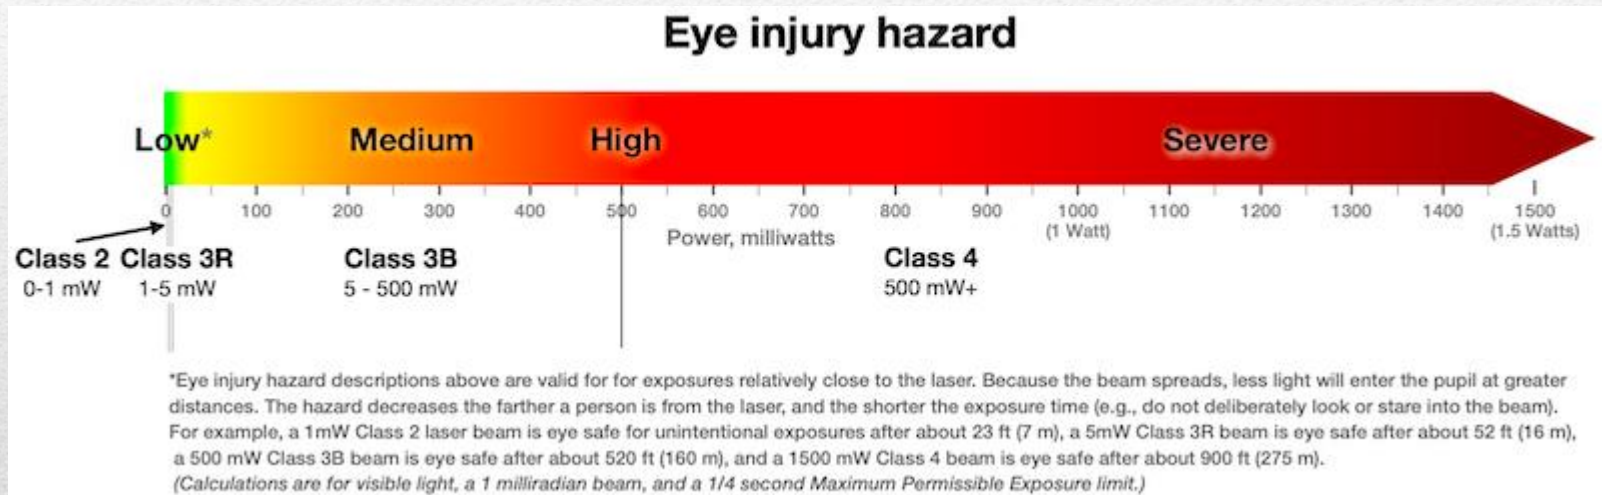 Eye injury hazard
Low* Medium High Severe
0 100 200 300 400 500 600 700 800 900 1000 1100 1200 1300 1400 1500
Power, milliwatts (1 Watt) (1.5 Watts)
Class 2 Class 3R Class 3B Class 4
0-1 mW 1-5 mW 5 - 500 mW 500 mW+
*Eye injury hazard descriptions above are valid for for exposures relatively close to the laser. Because the beam spreads, less light will enter the pupil at greater
distances. The hazard decreases the farther a person is from the laser, and the shorter the exposure time (e.g., do not deliberately look or stare into the beam).
For example, a 1mW Class 2 laser beam is eye safe for unintentional exposures after about 23 ft (7 m), a 5mW Class 3R beam is eye safe after about 52 ft (16 m),
a 500 mW Class 3B beam is eye safe after about 520 ft (160 m), and a 1500 mW Class 4 beam is eye safe after about 900 ft (275 m).
(Calculations are for visible light, a 1 milliradian beam, and a 1/4 second Maximum Permissible Exposure limit.)